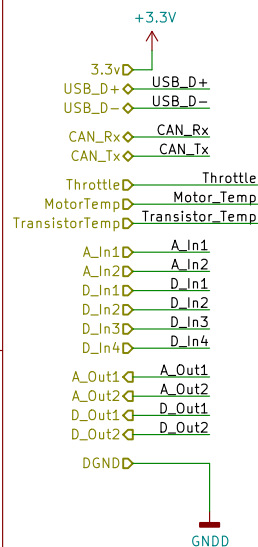 +3.3V
3.3v
USB_D+ USB_D+
USB_D- USB_D-
CAN_Rx CAN_Rx
CAN_Tx CAN_Tx
Throttle Throttle
MotorTemp Motor_Temp
TransistorTemp Transistor_Temp
A_In1 A_In1
A_In2 A_In2
D_In1 D_In1
D_In2 D_In2
D_In3 D_In3
D_In4 D_In4
A_Out1 A_Out1
A_Out2 A_Out2
D_Out1 D_Out1
D_Out2 D_Out2
DGND
GNDD